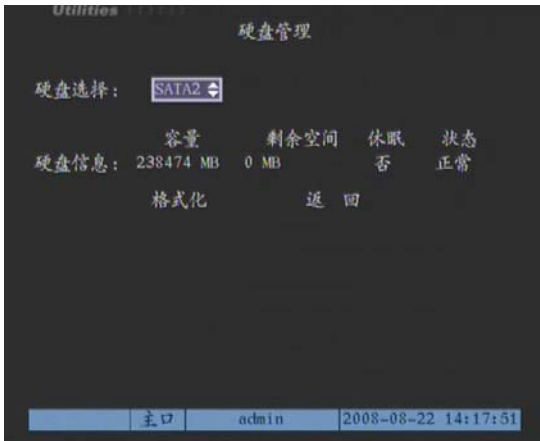 Utilities
硬盘管理
硬盘选择： SATA2
容量 剩余空间 休眠 状态
硬盘信息： 238474 MB 0 MB 否 正常
格式化 返 回
主口 admin 2008-08-22 14:17:51